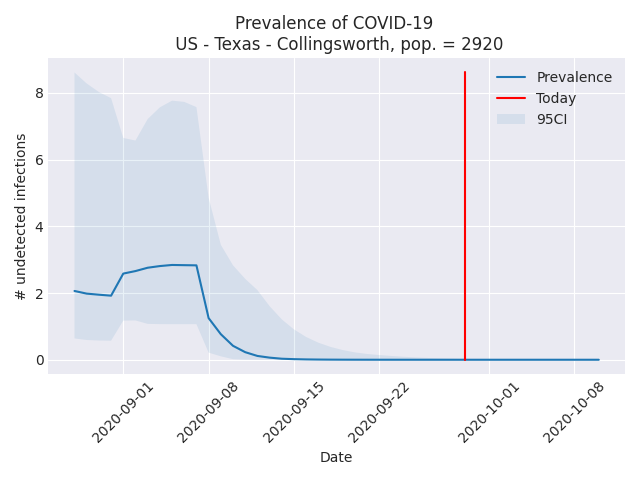 Prevalence of COVID-19
US - Texas - Collingsworth, pop. = 2920
Prevalence
Today
95CI
# undetected infections
8
6
4
2
0
2020-09-01
2020-09-08
2020-09-15
2020-09-22
2020-10-01
2020-10-08
Date